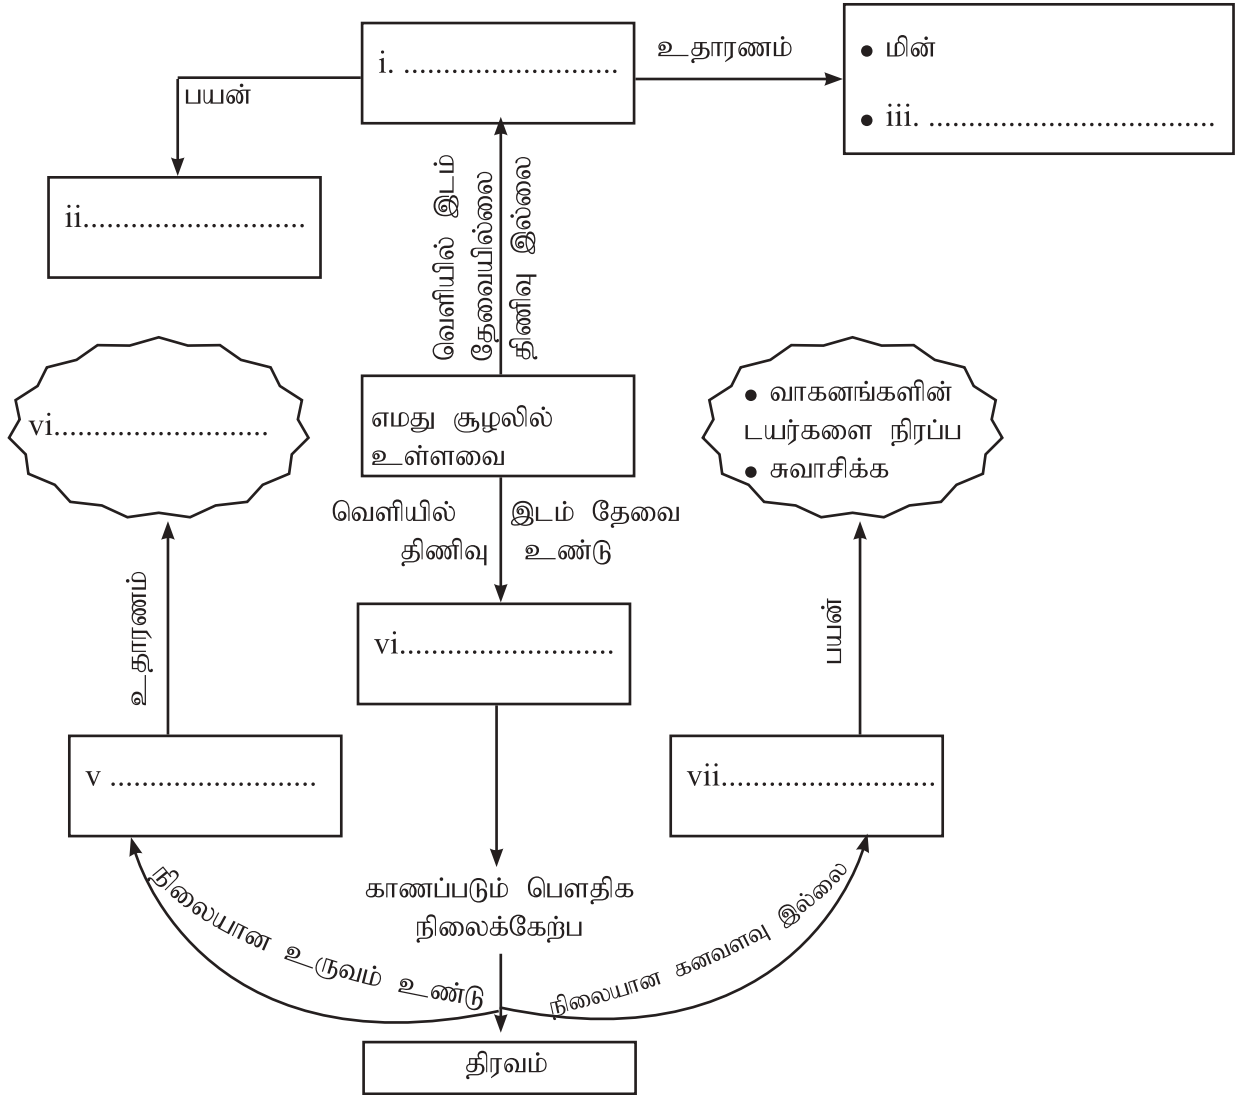 i. ...........................
உதாரணம்
● மின்
● iii. ....................................
பயன்
ii............................
வெளியில் இடம்
தேவையில்லை
திணிவு இல்லை
vi...........................
எமது சூழலில்
உள்ளவை
● வாகனங்களின்
டயர்களை நிரப்ப
● சுவாசிக்க
வெளியில் இடம் தேவை
திணிவு உண்டு
உதாரணம்
vi...........................
பயன்
v ..........................
vii...........................
காணப்படும் பௌதிக
நிலைக்கேற்ப
நிலையான உருவம் உண்டு
நிலையான கனவளவு இல்லை
திரவம்